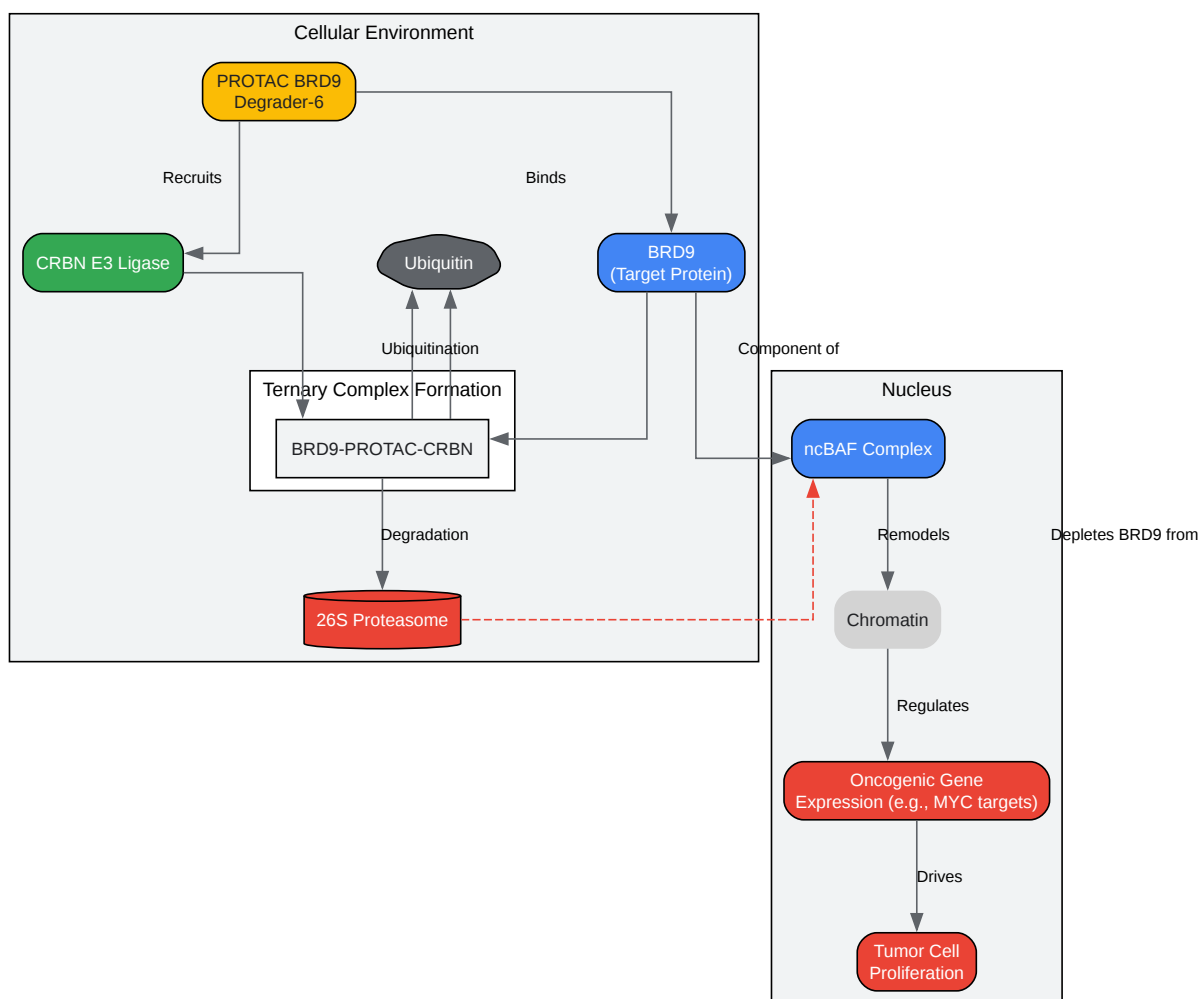 Cellular Environment
PROTAC BRD9
Degrader-6
Recruits
Binds
CRBN E3 Ligase
Ubiquitin
BRD9
(Target Protein)
Ubiquitination
Component of
Ternary Complex Formation
Nucleus
BRD9-PROTAC-CRBN
ncBAF Complex
Degradation
Remodels
Depletes BRD9 from
26S Proteasome
Chromatin
Regulates
Oncogenic Gene
Expression (e.g., MYC targets)
Drives
Tumor Cell
Proliferation